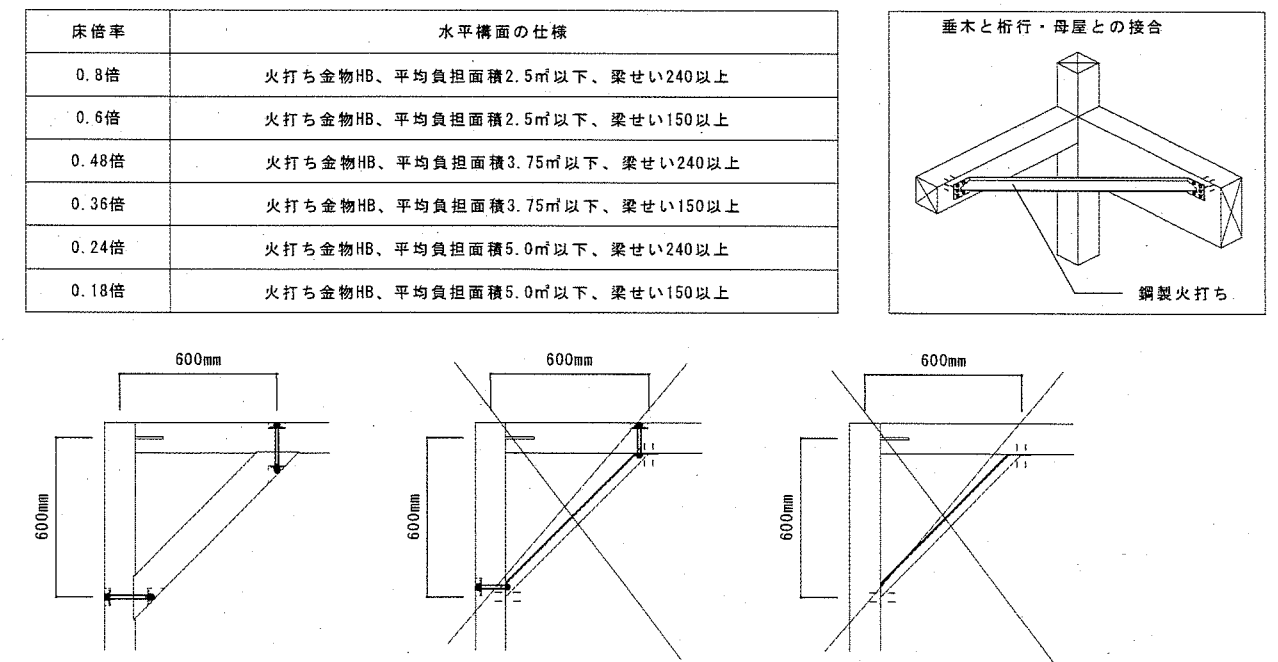 床倍率 水平構面の仕様
0.8倍 火打ち金物HB、平均負担面積2.5㎡以下、梁せい240以上
0.6倍 火打ち金物HB、平均負担面積2.5㎡以下、梁せい150以上
0.48倍 火打ち金物HB、平均負担面積3.75㎡以下、梁せい240以上
0.36倍 火打ち金物HB、平均負担面積3.75㎡以下、梁せい150以上
0.24倍 火打ち金物HB、平均負担面積5.0㎡以下、梁せい240以上
0.18倍 火打ち金物HB、平均負担面積5.0㎡以下、梁せい150以上
垂木と桁行・母屋との接合
鋼製火打ち
600mm
600mm
600mm
600mm
600mm
600mm